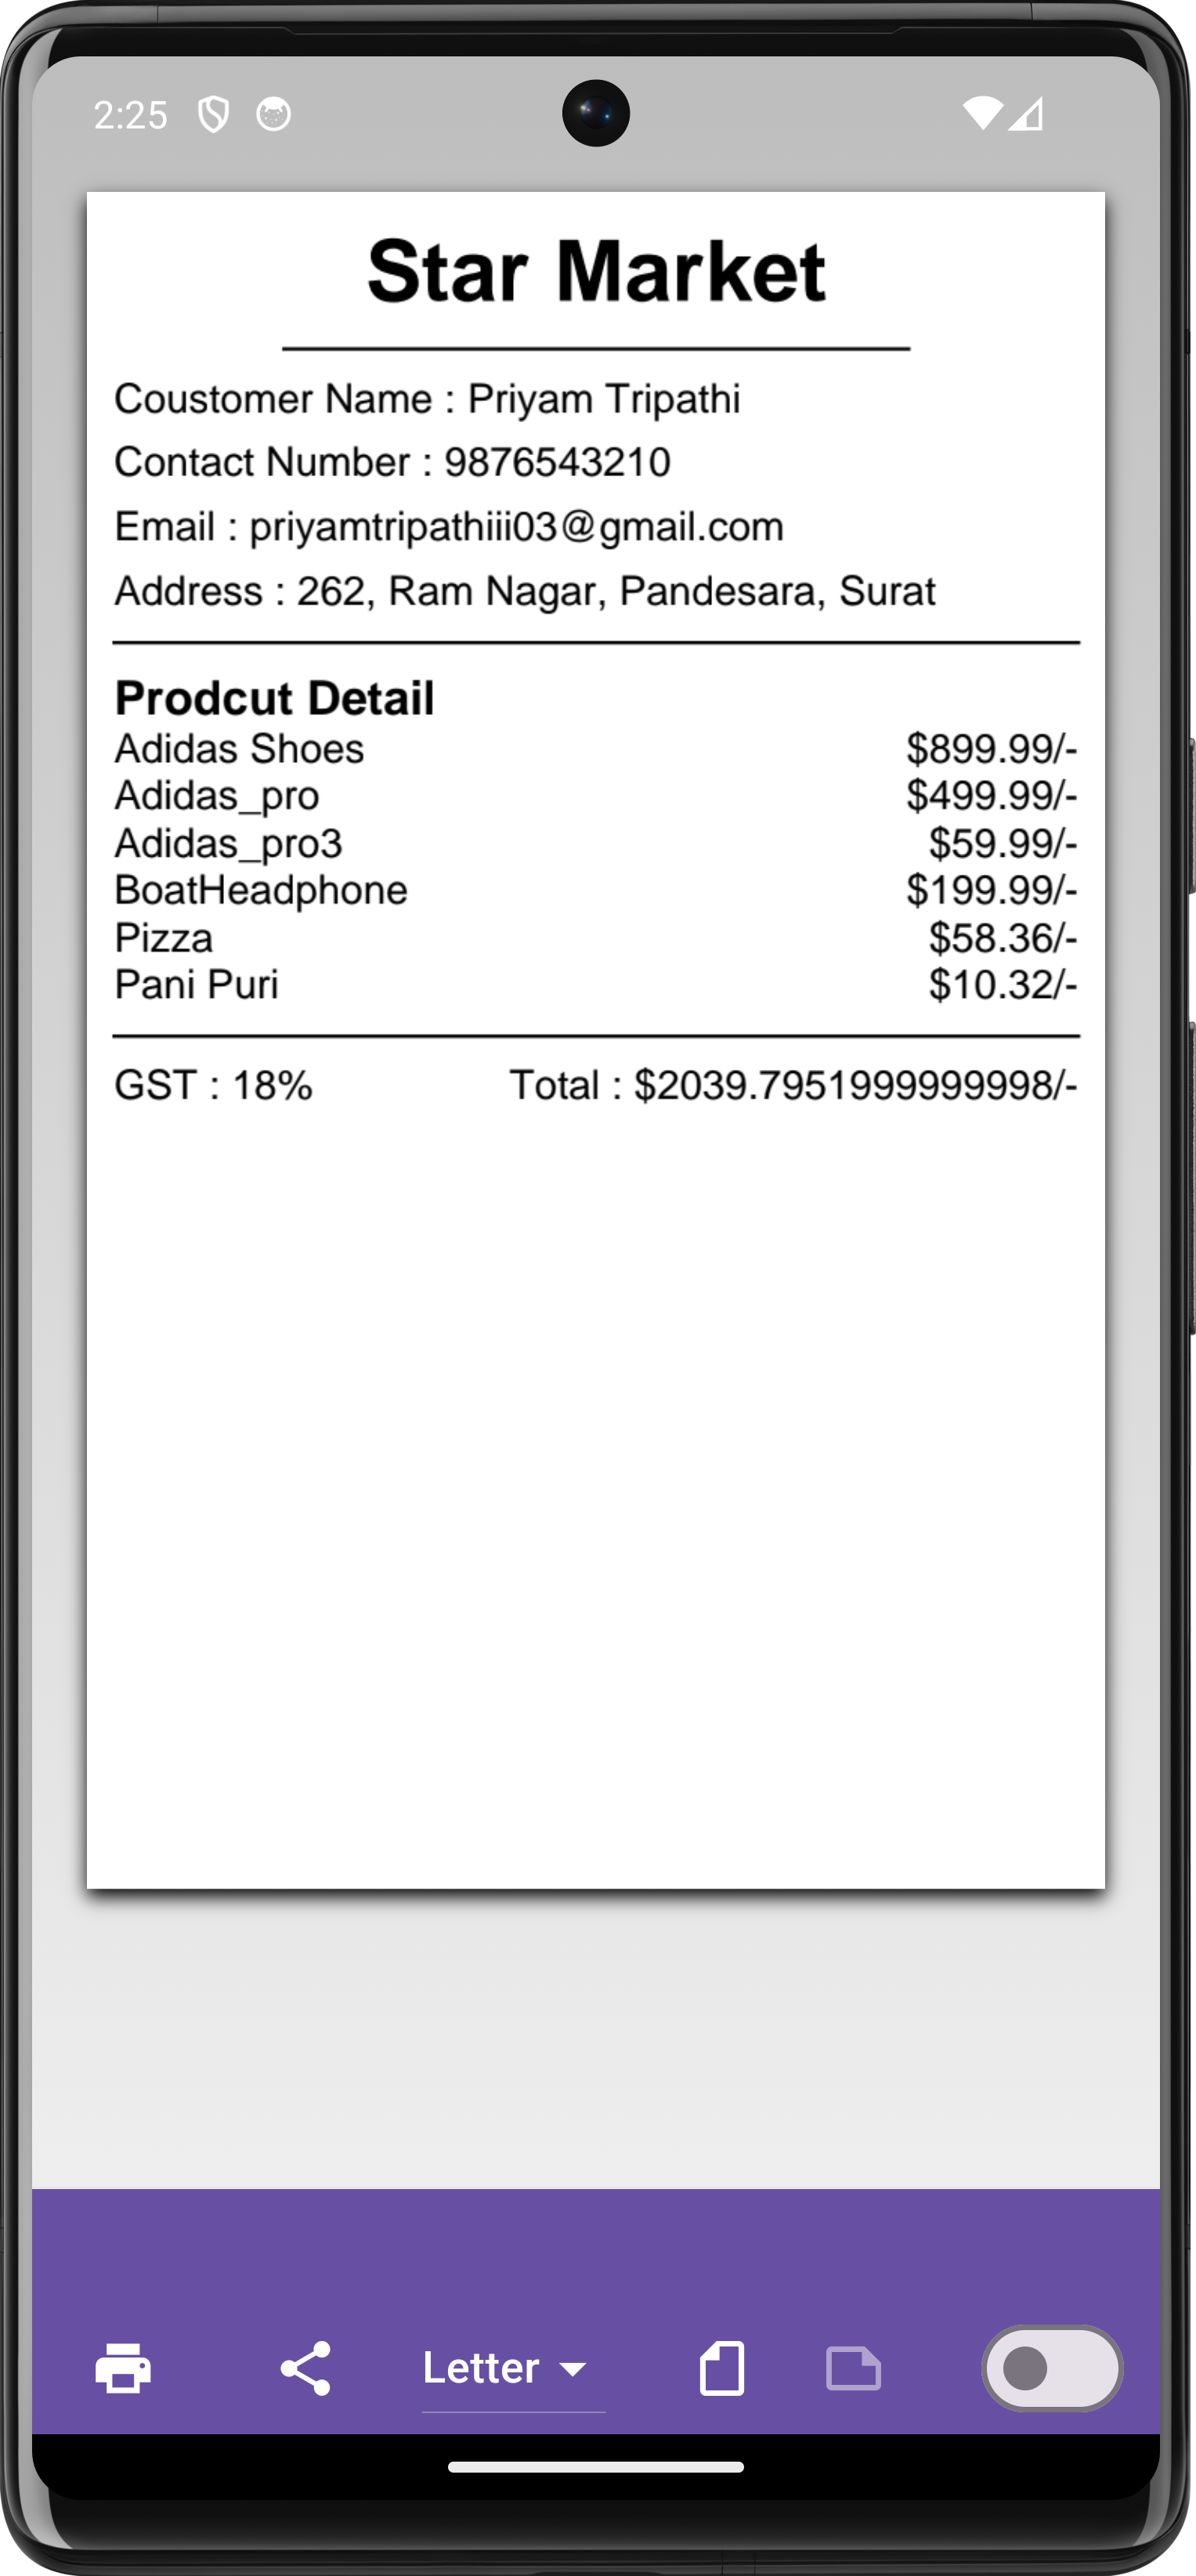 2:25
Star Market
Coustomer Name : Priyam Tripathi
Contact Number : 9876543210
Email : priyamtripathiii03@gmail.com
Address : 262, Ram Nagar, Pandesara, Surat
Prodcut Detail
Adidas Shoes $899.99/-
Adidas_pro $499.99/-
Adidas_pro3 $59.99/-
BoatHeadphone $199.99/-
Pizza $58.36/-
Pani Puri $10.32/-
GST : 18% Total : $2039.7951999999998/-
Letter